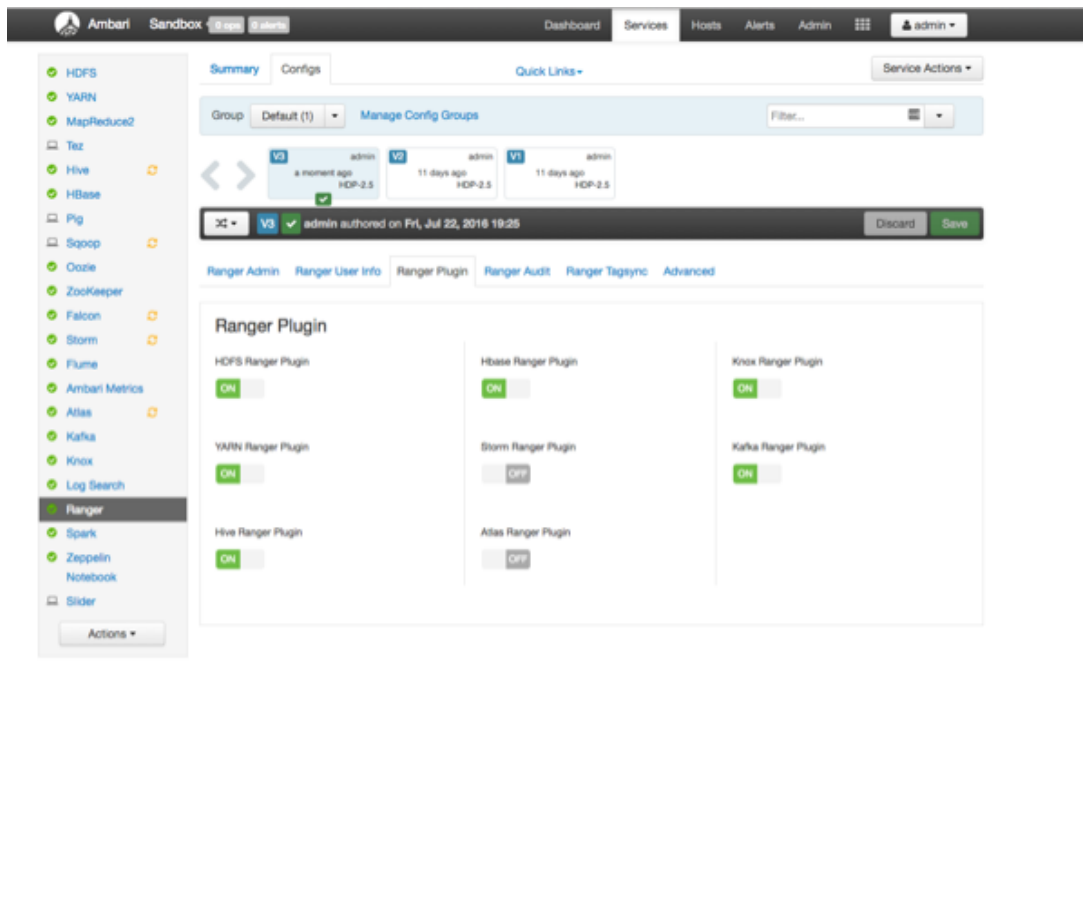 Ambari Sandbox 0 ops 0 alerts Dashboard Services Hosts Alerts Admin admin
HDFS
YARN
MapReduce2
Tez
Hive
HBase
Pig
Sqoop
Oozie
ZooKeeper
Falcon
Storm
Flume
Ambari Metrics
Atlas
Kafka
Knox
Log Search
Ranger
Spark
Zeppelin
Notebook
Slider
Actions
Summary Configs Quick Links Service Actions
Group Default (1) Manage Config Groups Filter...
V3 admin
a moment ago
HDP-2.5
V2 admin
11 days ago
HDP-2.5
V1 admin
11 days ago
HDP-2.5
V3 admin authored on Fri, Jul 22, 2016 19:25 Discard Save
Ranger Admin Ranger User Info Ranger Plugin Ranger Audit Ranger Tagsync Advanced
Ranger Plugin
HDFS Ranger Plugin Hbase Ranger Plugin Knox Ranger Plugin
ON ON ON
YARN Ranger Plugin Storm Ranger Plugin Kafka Ranger Plugin
ON OFF ON
Hive Ranger Plugin Atlas Ranger Plugin
ON OFF